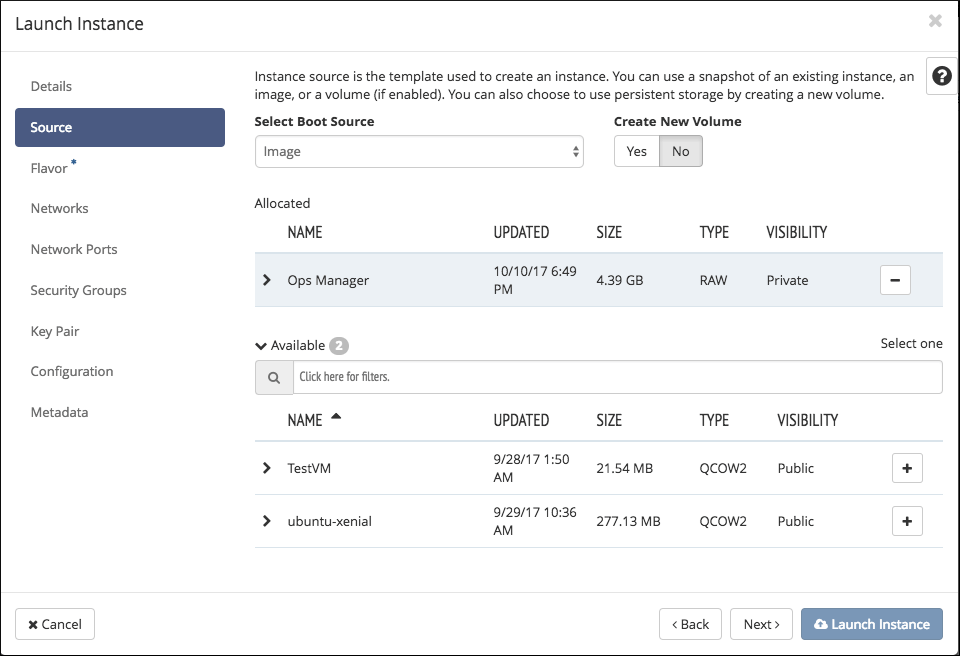 Launch Instance
Details
Source
Flavor *
Networks
Network Ports
Security Groups
Key Pair
Configuration
Metadata
Instance source is the template used to create an instance. You can use a snapshot of an existing instance, an
image, or a volume (if enabled). You can also choose to use persistent storage by creating a new volume.
Select Boot Source Create New Volume
Image Yes No
Allocated
NAME UPDATED SIZE TYPE VISIBILITY
Ops Manager 10/10/17 6:49 PM 4.39 GB RAW Private
Available 2 Select one
Click here for filters.
NAME UPDATED SIZE TYPE VISIBILITY
TestVM 9/28/17 1:50 AM 21.54 MB QCOW2 Public
ubuntu-xenial 9/29/17 10:36 AM 277.13 MB QCOW2 Public
Cancel < Back Next > Launch Instance